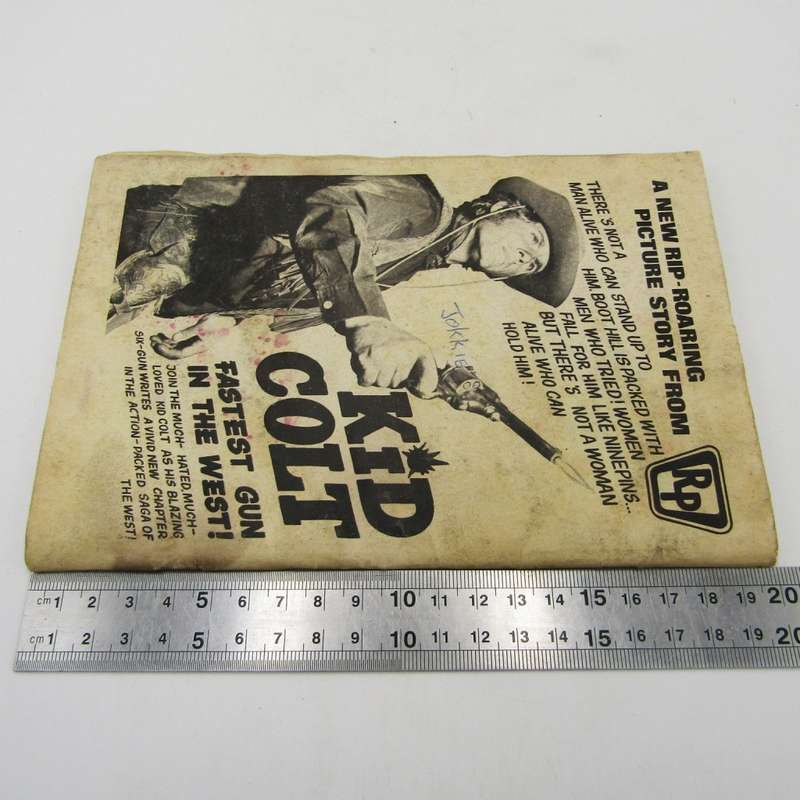 A NEW RIP-ROARING
PICTURE STORY FROM
RP
THERE'S NOT A
MAN ALIVE WHO CAN STAND UP TO
HIM. BOOT HILL IS PACKED WITH
MEN WHO TRIED! WOMEN
FALL FOR HIM LIKE NINEPINS...
BUT THERE'S NOT A WOMAN
ALIVE WHO CAN
HOLD HIM!
Jokkie
KID
COLT
FASTEST GUN
IN THE WEST!
JOIN THE MUCH-HATED, MUCH-
LOVED KID COLT AS HIS BLAZING
SIX-GUN WRITES A VIVID NEW CHAPTER
IN THE ACTION-PACKED SAGA OF
THE WEST!
cm 1 2 3 4 5 6 7 8 9 10 11 12 13 14 15 16 17 18 19 20
cm 1 2 3 4 5 6 7 8 9 10 11 12 13 14 15 16 17 18 19 20